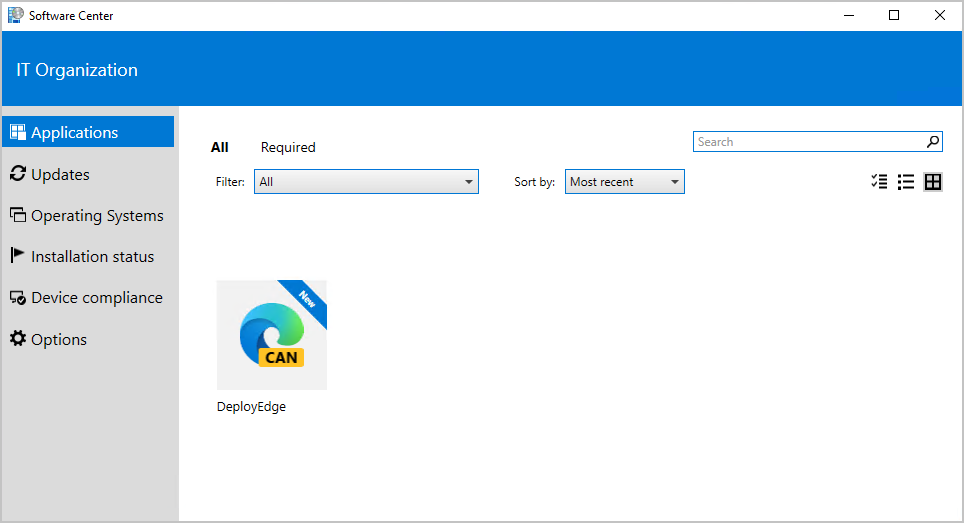 Software Center
IT Organization
Applications
Updates
Operating Systems
Installation status
Device compliance
Options
All Required
Search
Filter: All Sort by: Most recent
New
CAN
DeployEdge